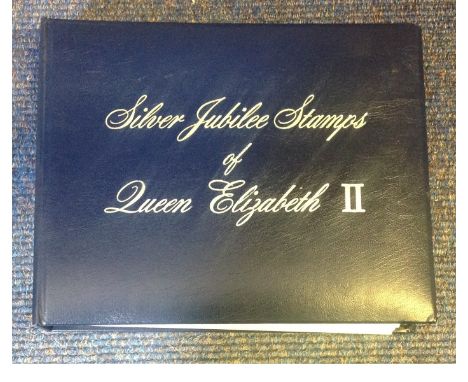 Silver Jubilee Stamps
of
Queen Elizabeth II